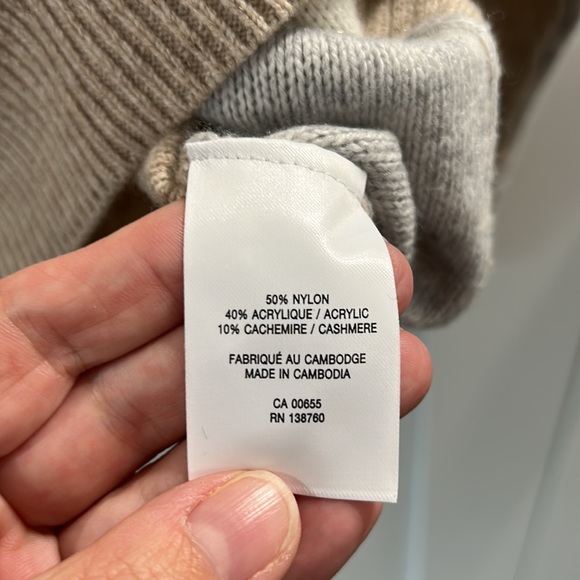 50% NYLON
40% ACRYLIQUE / ACRYLIC
10% CACHEMIRE / CASHMERE
FABRIQUÉ AU CAMBODGE
MADE IN CAMBODIA
CA 00655
RN 138760